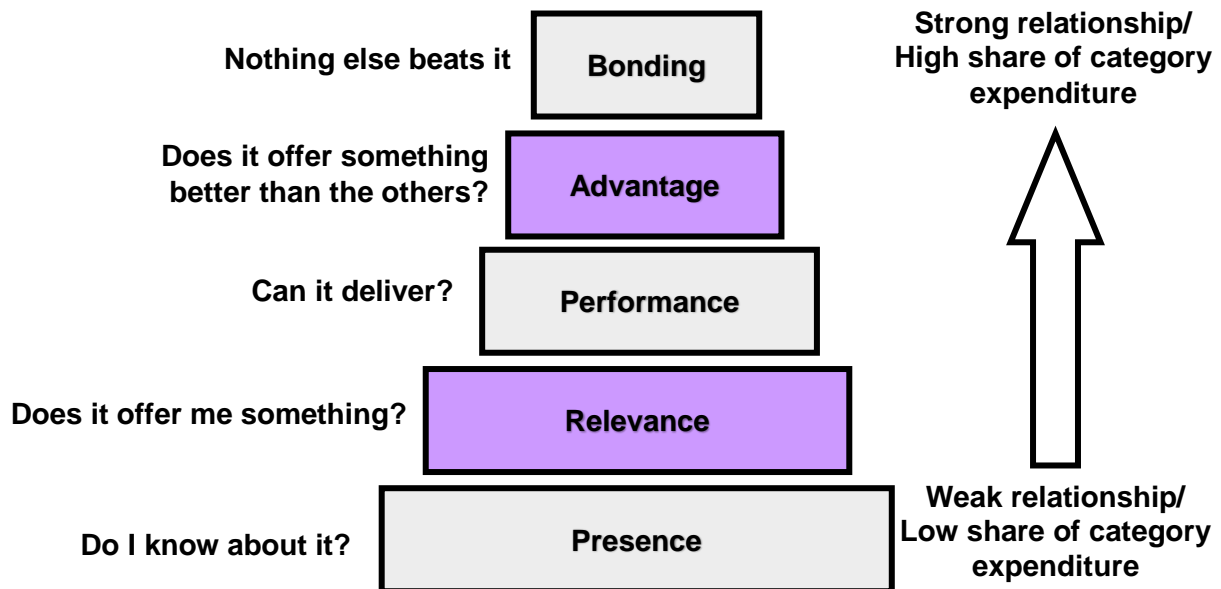 Nothing else beats it
Bonding
Strong relationship/
High share of category
expenditure
Does it offer something
better than the others?
Advantage
Can it deliver?
Performance
Does it offer me something?
Relevance
Do I know about it?
Presence
Weak relationship/
Low share of category
expenditure